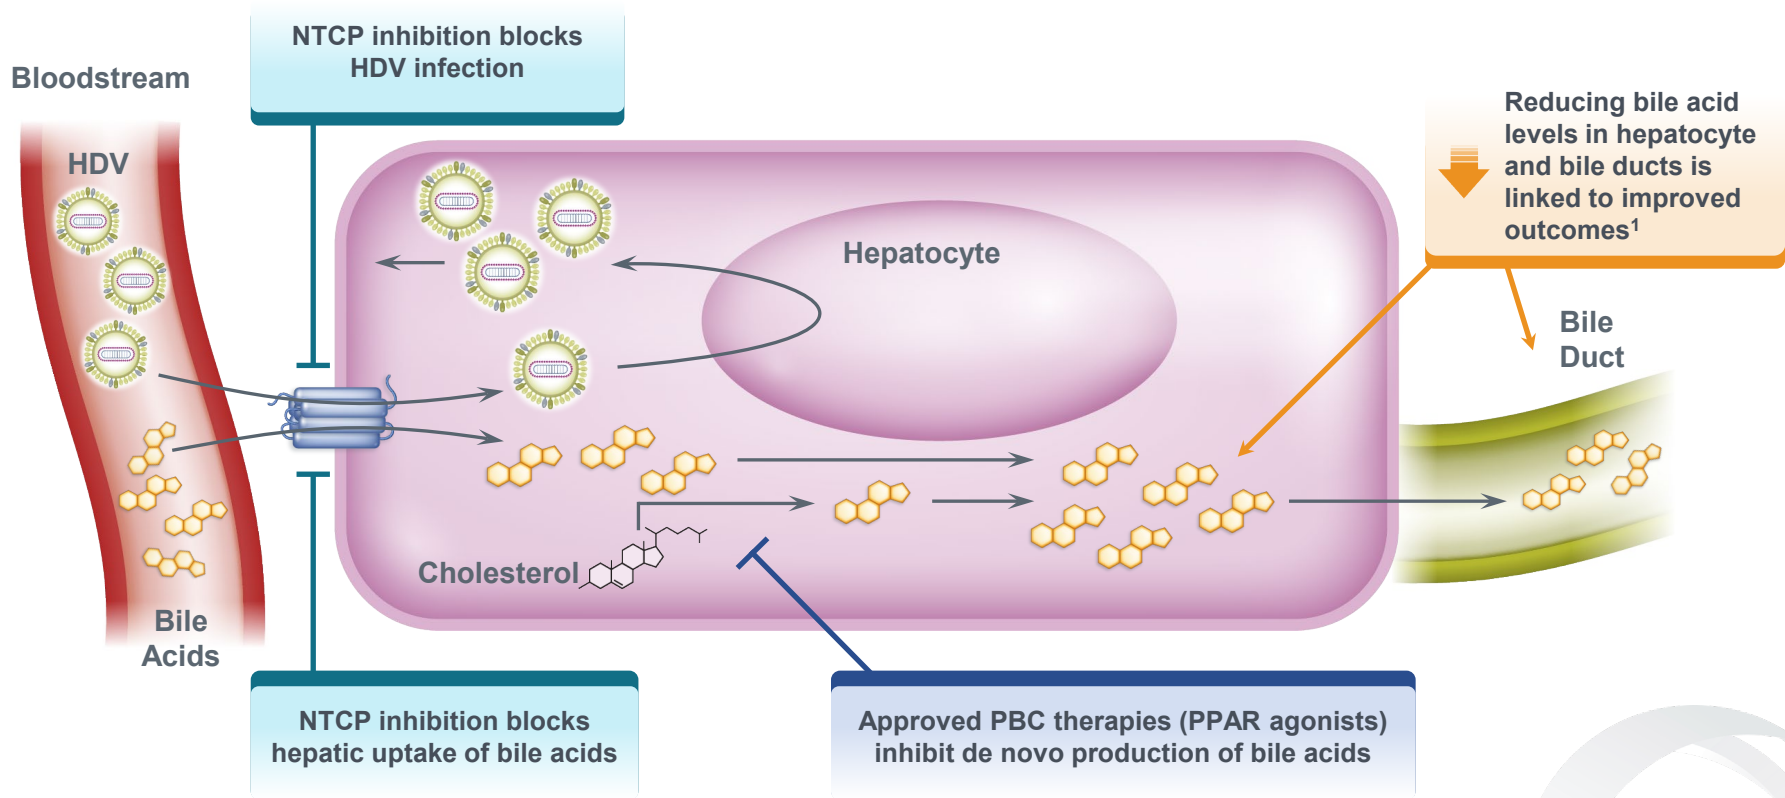 NTCP inhibition blocks
HDV infection
Bloodstream
HDV
Reducing bile acid
levels in hepatocyte
and bile ducts is
linked to improved
outcomes¹
Hepatocyte
Bile
Duct
Cholesterol
Bile
Acids
NTCP inhibition blocks
hepatic uptake of bile acids
Approved PBC therapies (PPAR agonists)
inhibit de novo production of bile acids